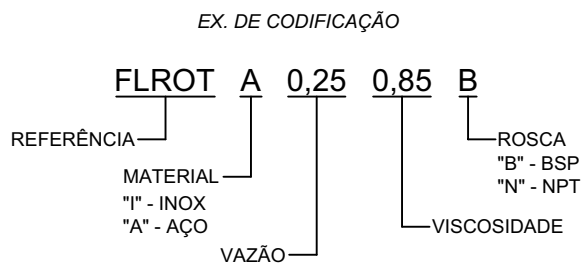 EX. DE CODIFICAÇÃO
FLROT A 0,25 0,85 B
REFERÊNCIA
ROSCA
"B" - BSP
"N" - NPT
MATERIAL
"I" - INOX
"A" - AÇO
VISCOSIDADE
VAZÃO